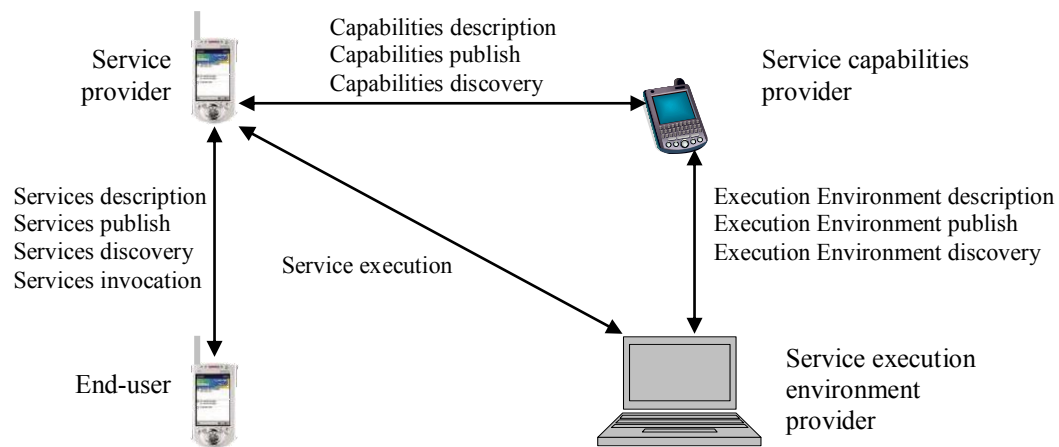 Service
provider
Capabilities description
Capabilities publish
Capabilities discovery
Service capabilities
provider
Services description
Services publish
Services discovery
Services invocation
Service execution
Execution Environment description
Execution Environment publish
Execution Environment discovery
End-user
Service execution
environment
provider